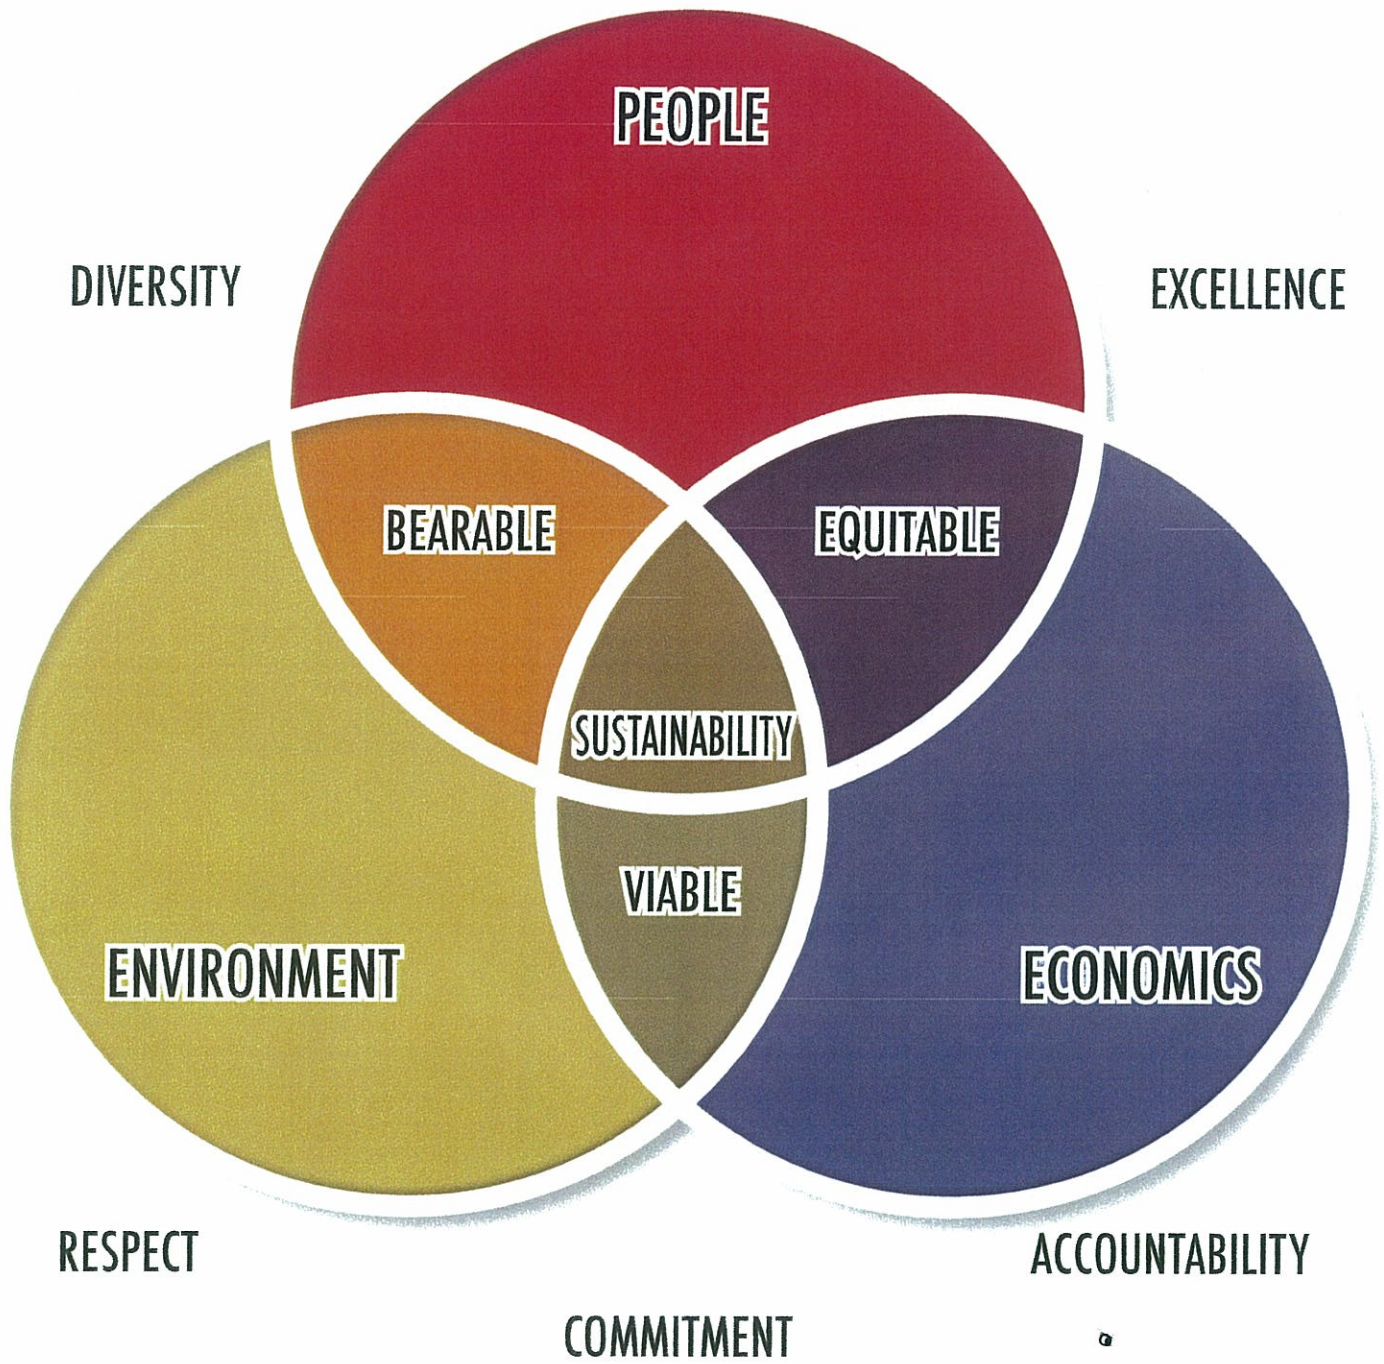 PEOPLE
DIVERSITY
EXCELLENCE
BEARABLE
EQUITABLE
SUSTAINABILITY
VIABLE
ENVIRONMENT
ECONOMICS
RESPECT
ACCOUNTABILITY
COMMITMENT